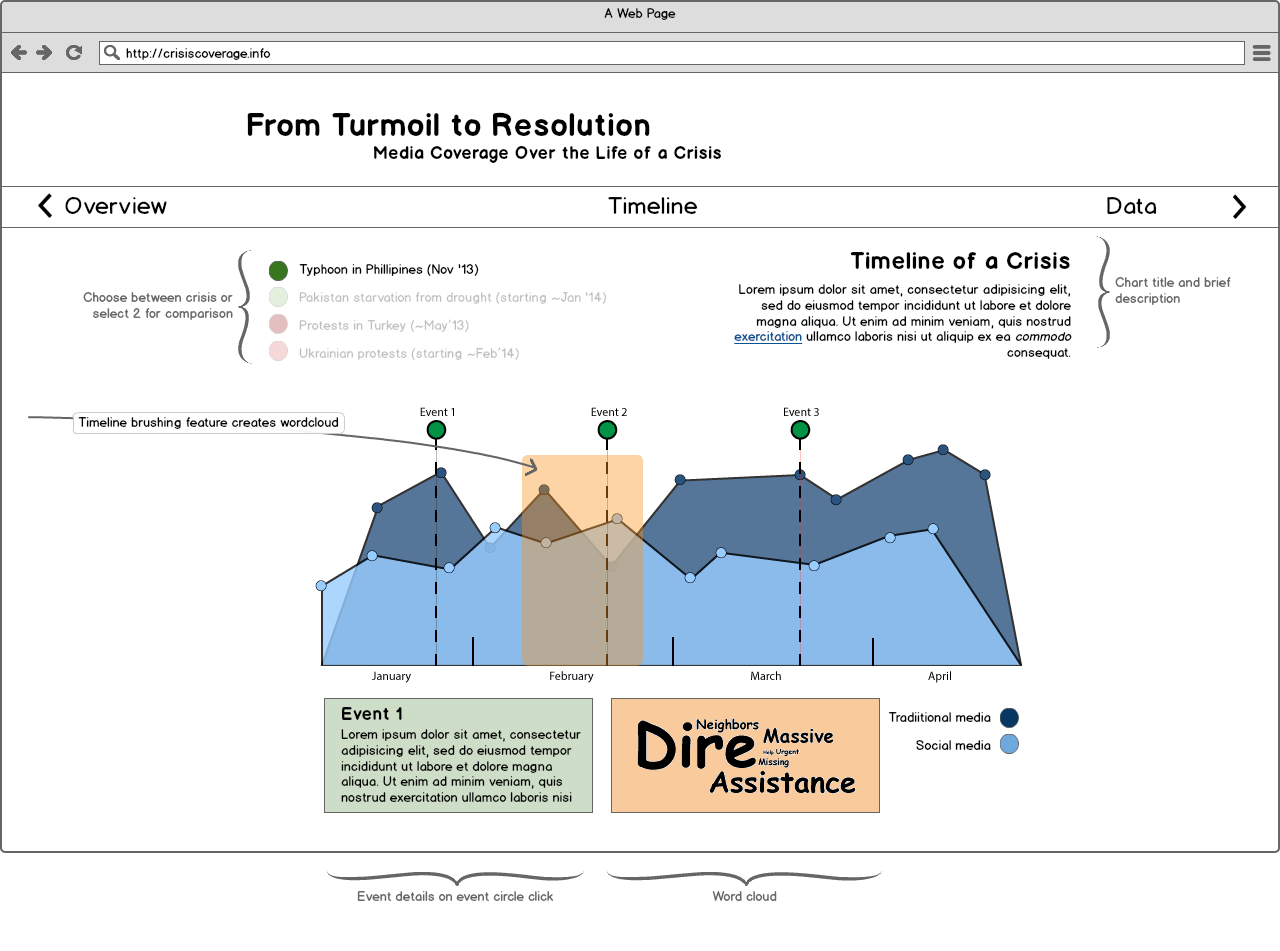 A Web Page
http://crisiscoverage.info
From Turmoil to Resolution
Media Coverage Over the Life of a Crisis
Overview
Timeline
Data
Choose between crisis or
select 2 for comparison
Typhoon in Phillipines (Nov '13)
Pakistan starvation from drought (starting ~Jan '14)
Protests in Turkey (~May'13)
Ukrainian protests (starting ~Feb'14)
Timeline of a Crisis
Lorem ipsum dolor sit amet, consectetur adipisicing elit,
sed do eiusmod tempor incididunt ut labore et dolore
magna aliqua. Ut enim ad minim veniam, quis nostrud
exercitation ullamco laboris nisi ut aliquip ex ea commodo
consequat.
Chart title and brief
description
Timeline brushing feature creates wordcloud
Event 1
Event 2
Event 3
January
February
March
April
Event 1
Lorem ipsum dolor sit amet, consectetur
adipisicing elit, sed do eiusmod tempor
incididunt ut labore et dolore magna
aliqua. Ut enim ad minim veniam, quis
nostrud exercitation ullamco laboris nisi
Neighbors
Dire
Massive
Help Urgent
Missing
Assistance
Tradiitional media
Social media
Event details on event circle click
Word cloud